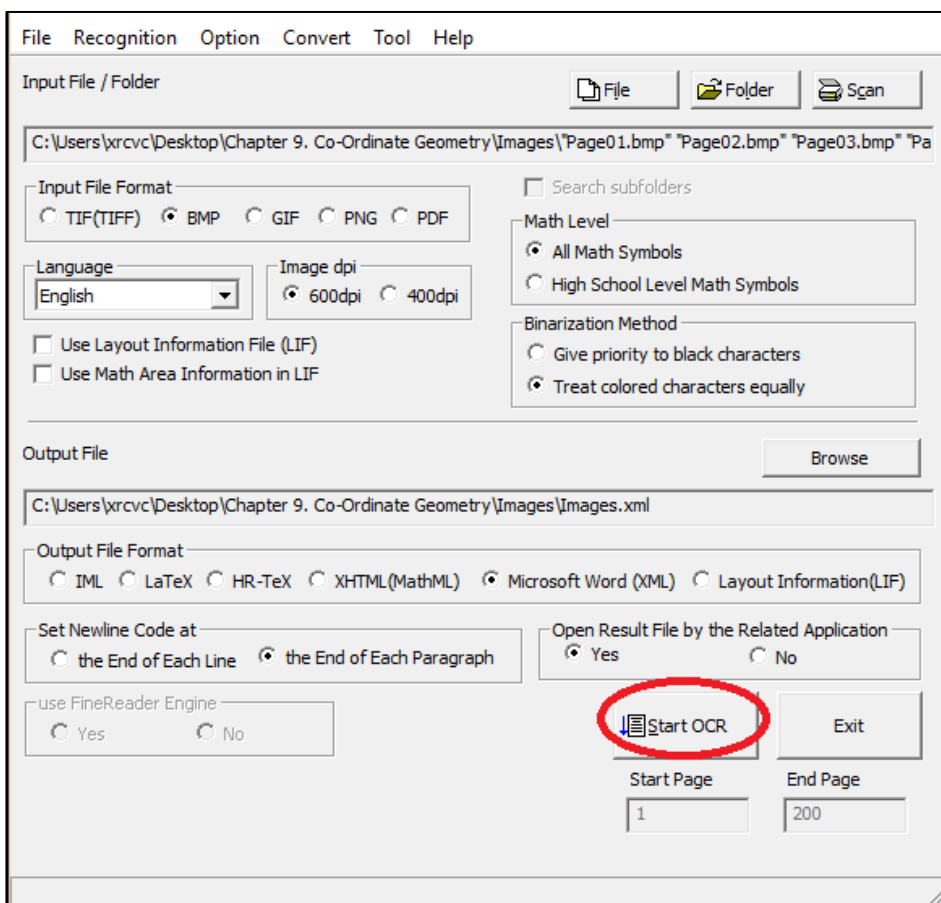 File Recognition Option Convert Tool Help
Input File / Folder
File Folder Scan
C:\Users\xrcvc\Desktop\Chapter 9. Co-Ordinate Geometry\Images\"Page01.bmp" "Page02.bmp" "Page03.bmp" "Pa
Input File Format
TIF(TIFF) BMP GIF PNG PDF
Search subfolders
Math Level
All Math Symbols
High School Level Math Symbols
Language
English
Image dpi
600dpi 400dpi
Binarization Method
Give priority to black characters
Treat colored characters equally
Use Layout Information File (LIF)
Use Math Area Information in LIF
Output File
Browse
C:\Users\xrcvc\Desktop\Chapter 9. Co-Ordinate Geometry\Images\Images.xml
Output File Format
IML LaTeX HR-TeX XHTML(MathML) Microsoft Word (XML) Layout Information(LIF)
Set Newline Code at
the End of Each Line the End of Each Paragraph
Open Result File by the Related Application
Yes No
use FineReader Engine
Yes No
Start OCR
Exit
Start Page End Page
1 200